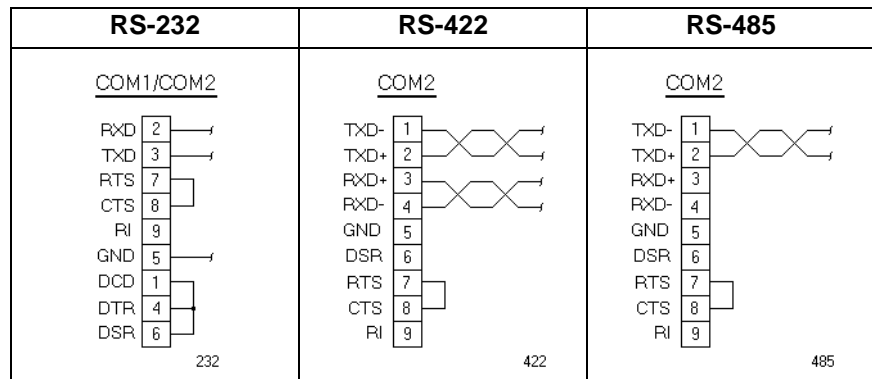 RS-232 RS-422 RS-485
COM1/COM2
RXD 2
TXD 3
RTS 7
CTS 8
RI 9
GND 5
DCD 1
DTR 4
DSR 6
232
COM2
TXD- 1
TXD+ 2
RXD+ 3
RXD- 4
GND 5
DSR 6
RTS 7
CTS 8
RI 9
422
COM2
TXD- 1
TXD+ 2
RXD+ 3
RXD- 4
GND 5
DSR 6
RTS 7
CTS 8
RI 9
485